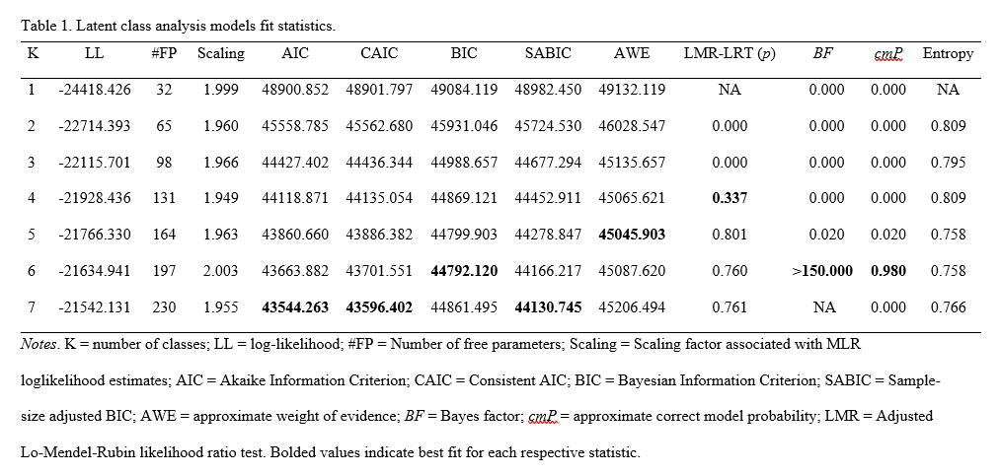 Table 1. Latent class analysis models fit statistics.
K LL #FP Scaling AIC CAIC BIC SABIC AWE LMR-LRT (p) BF cmP Entropy
1 -24418.426 32 1.999 48900.852 48901.797 49084.119 48982.450 49132.119 NA 0.000 0.000 NA
2 -22714.393 65 1.960 45558.785 45562.680 45931.046 45724.530 46028.547 0.000 0.000 0.000 0.809
3 -22115.701 98 1.966 44427.402 44436.344 44988.657 44677.294 45135.657 0.000 0.000 0.000 0.795
4 -21928.436 131 1.949 44118.871 44135.054 44869.121 44452.911 45065.621 0.337 0.000 0.000 0.809
5 -21766.330 164 1.963 43860.660 43886.382 44799.903 44278.847 45045.903 0.801 0.020 0.020 0.758
6 -21634.941 197 2.003 43663.882 43701.551 44792.120 44166.217 45087.620 0.760 >150.000 0.980 0.758
7 -21542.131 230 1.955 43544.263 43596.402 44861.495 44130.745 45206.494 0.761 NA 0.000 0.766
Notes. K = number of classes; LL = log-likelihood; #FP = Number of free parameters; Scaling = Scaling factor associated with MLR
loglikelihood estimates; AIC = Akaike Information Criterion; CAIC = Consistent AIC; BIC = Bayesian Information Criterion; SABIC = Sample-
size adjusted BIC; AWE = approximate weight of evidence; BF = Bayes factor; cmP = approximate correct model probability; LMR = Adjusted
Lo-Mendel-Rubin likelihood ratio test. Bolded values indicate best fit for each respective statistic.